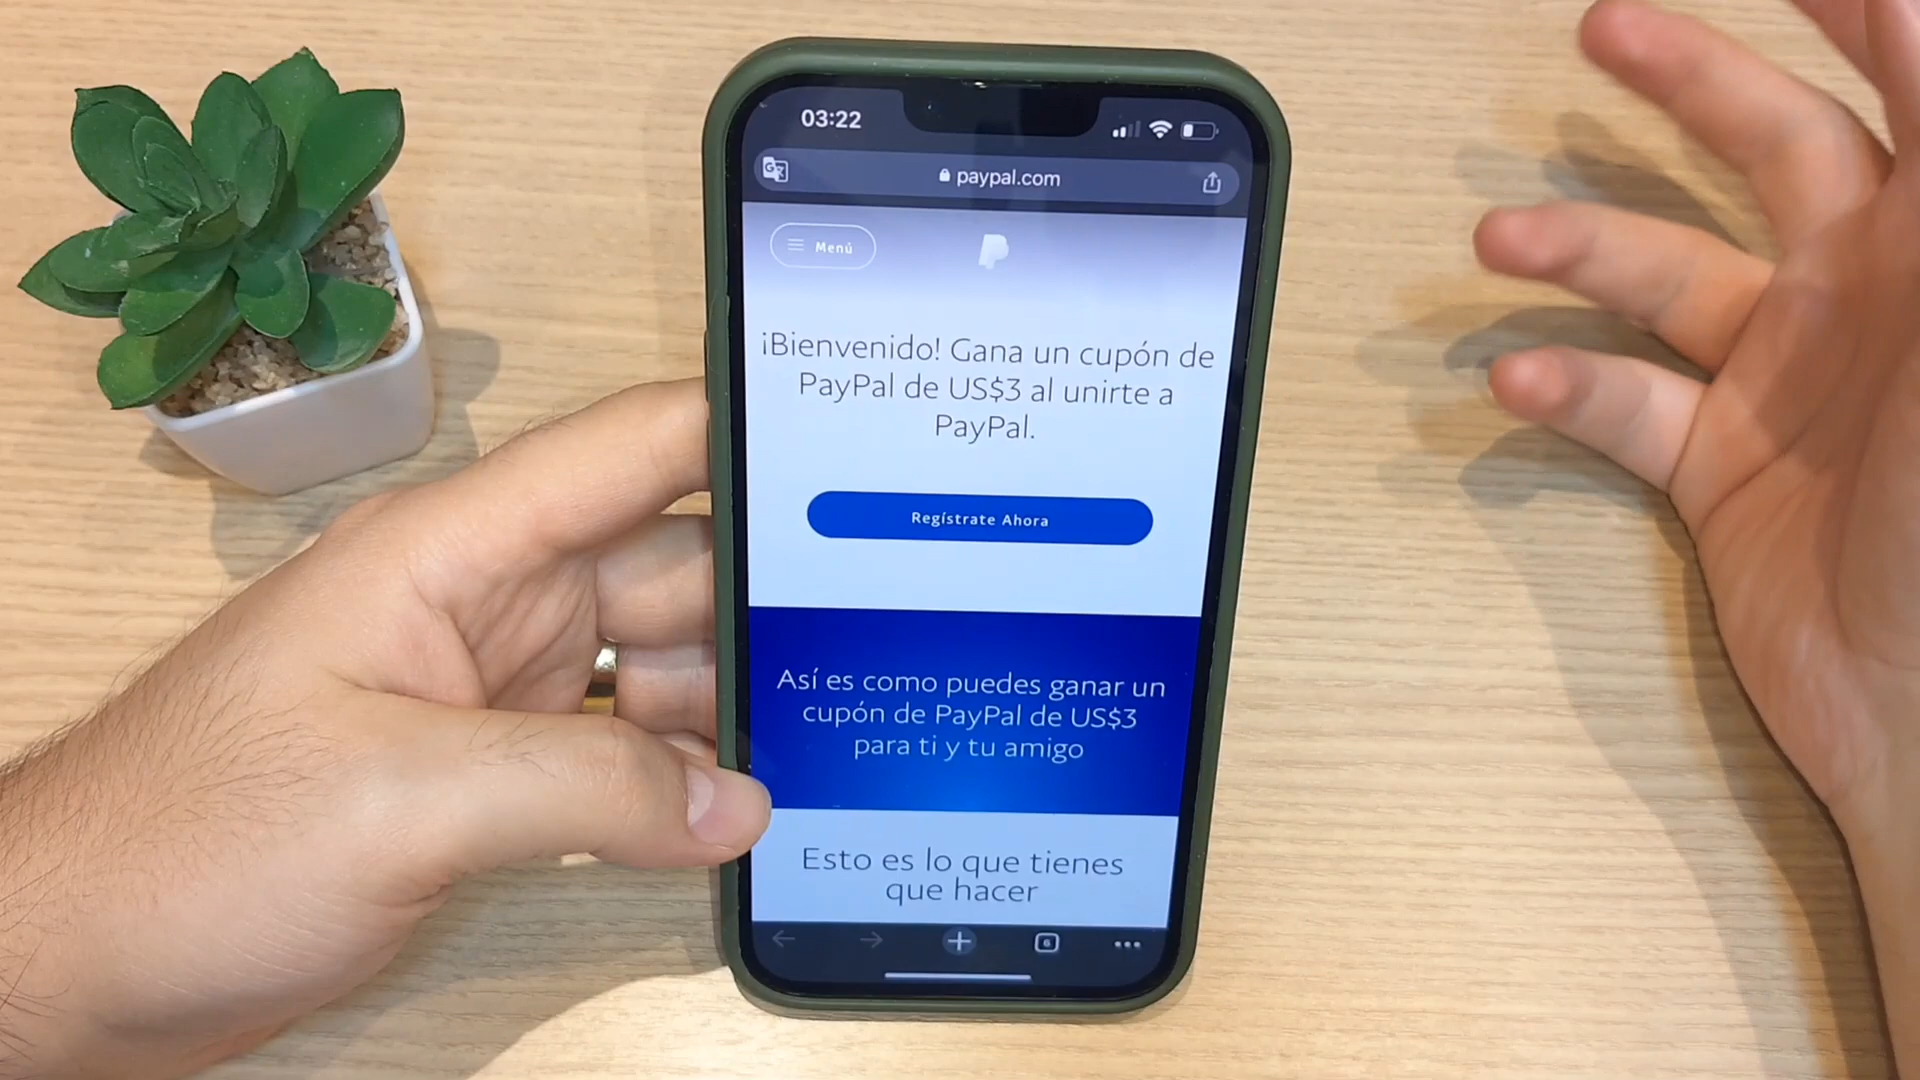 03:22
paypal.com
Menú
¡Bienvenido! Gana un cupón de
PayPal de US$3 al unirte a
PayPal.
Regístrate Ahora
Así es como puedes ganar un
cupón de PayPal de US$3
para ti y tu amigo
Esto es lo que tienes
que hacer
6